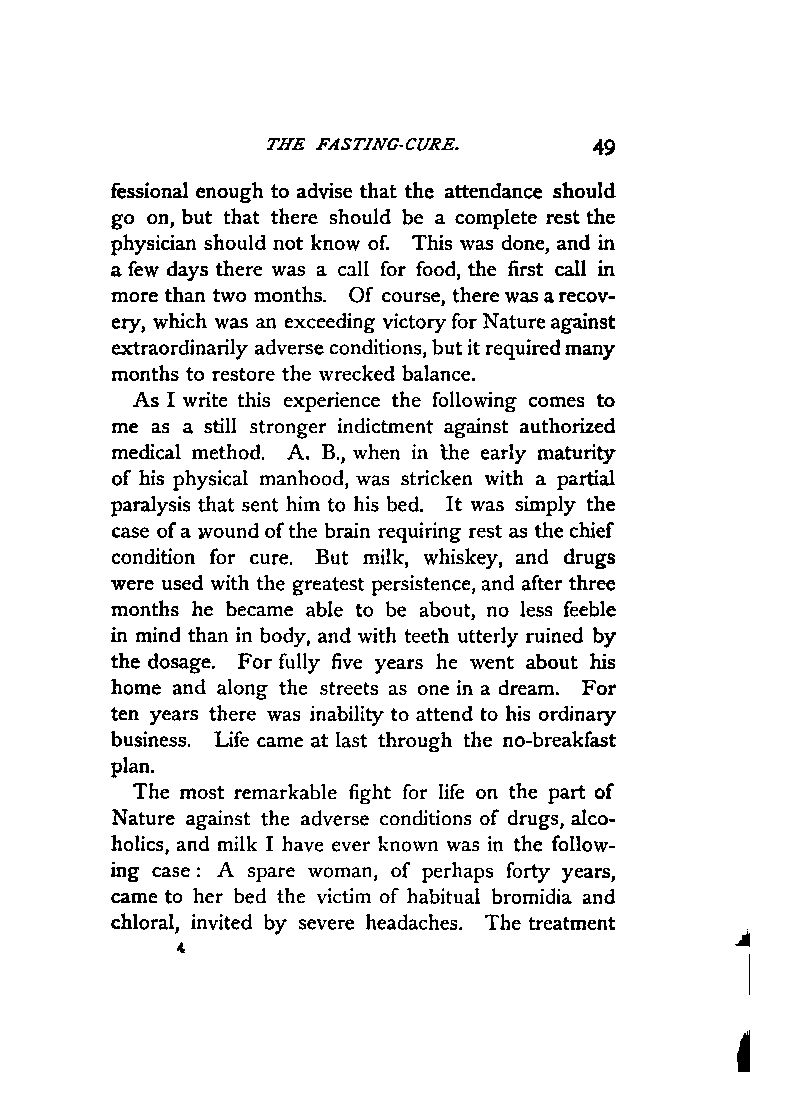 THE FASTING-CURE. 49
fessional enough to advise that the attendance should
go on, but that there should be a complete rest the
physician should not know of. This was done, and in
a few days there was a call for food, the first call in
more than two months. Of course, there was a recov-
ery, which was an exceeding victory for Nature against
extraordinarily adverse conditions, but it required many
months to restore the wrecked balance.
As I write this experience the following comes to
me as a still stronger indictment against authorized
medical method. A. B., when in the early maturity
of his physical manhood, was stricken with a partial
paralysis that sent him to his bed. It was simply the
case of a wound of the brain requiring rest as the chief
condition for cure. But milk, whiskey, and drugs
were used with the greatest persistence, and after three
months he became able to be about, no less feeble
in mind than in body, and with teeth utterly ruined by
the dosage. For fully five years he went about his
home and along the streets as one in a dream. For
ten years there was inability to attend to his ordinary
business. Life came at last through the no-breakfast
plan.
The most remarkable fight for life on the part of
Nature against the adverse conditions of drugs, alco-
holics, and milk I have ever known was in the follow-
ing case : A spare woman, of perhaps forty years,
came to her bed the victim of habitual bromidia and
chloral, invited by severe headaches. The treatment
4